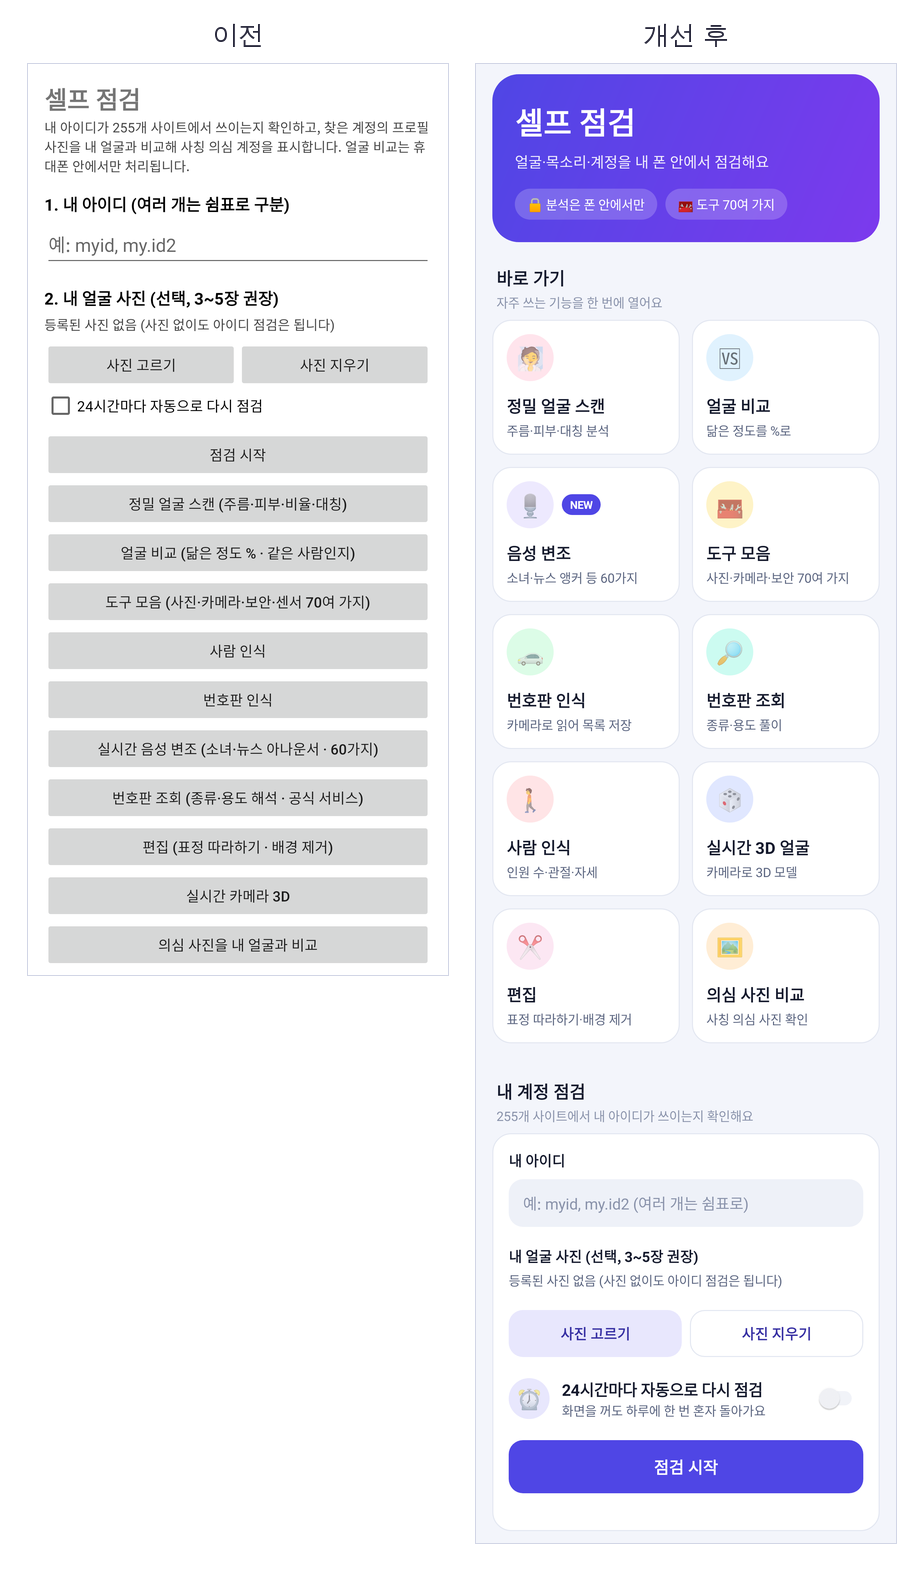 이전
셀프 점검
내 아이디가 255개 사이트에서 쓰이는지 확인하고, 찾은 계정의 프로필
사진을 내 얼굴과 비교해 사칭 의심 계정을 표시합니다. 얼굴 비교는 휴
대폰 안에서만 처리됩니다.
1. 내 아이디 (여러 개는 쉼표로 구분)
예: myid, my.id2
2. 내 얼굴 사진 (선택, 3~5장 권장)
등록된 사진 없음 (사진 없이도 아이디 점검은 됩니다)
사진 고르기
사진 지우기
24시간마다 자동으로 다시 점검
점검 시작
정밀 얼굴 스캔 (주름·피부·비율·대칭)
얼굴 비교 (닮은 정도 % · 같은 사람인지)
도구 모음 (사진·카메라·보안·센서 70여 가지)
사람 인식
번호판 인식
실시간 음성 변조 (소녀·뉴스 아나운서 · 60가지)
번호판 조회 (종류·용도 해석 · 공식 서비스)
편집 (표정 따라하기 · 배경 제거)
실시간 카메라 3D
의심 사진을 내 얼굴과 비교
개선 후
셀프 점검
얼굴·목소리·계정을 내 폰 안에서 점검해요
분석은 폰 안에서만
도구 70여 가지
바로 가기
자주 쓰는 기능을 한 번에 열어요
정밀 얼굴 스캔
주름·피부·대칭 분석
VS
얼굴 비교
닮은 정도를 %로
NEW
음성 변조
소녀·뉴스 앵커 등 60가지
도구 모음
사진·카메라·보안 70여 가지
번호판 인식
카메라로 읽어 목록 저장
번호판 조회
종류·용도 풀이
사람 인식
인원 수·관절·자세
실시간 3D 얼굴
카메라로 3D 모델
편집
표정 따라하기·배경 제거
의심 사진 비교
사칭 의심 사진 확인
내 계정 점검
255개 사이트에서 내 아이디가 쓰이는지 확인해요
내 아이디
예: myid, my.id2 (여러 개는 쉼표로)
내 얼굴 사진 (선택, 3~5장 권장)
등록된 사진 없음 (사진 없이도 아이디 점검은 됩니다)
사진 고르기
사진 지우기
24시간마다 자동으로 다시 점검
화면을 꺼도 하루에 한 번 혼자 돌아가요
점검 시작